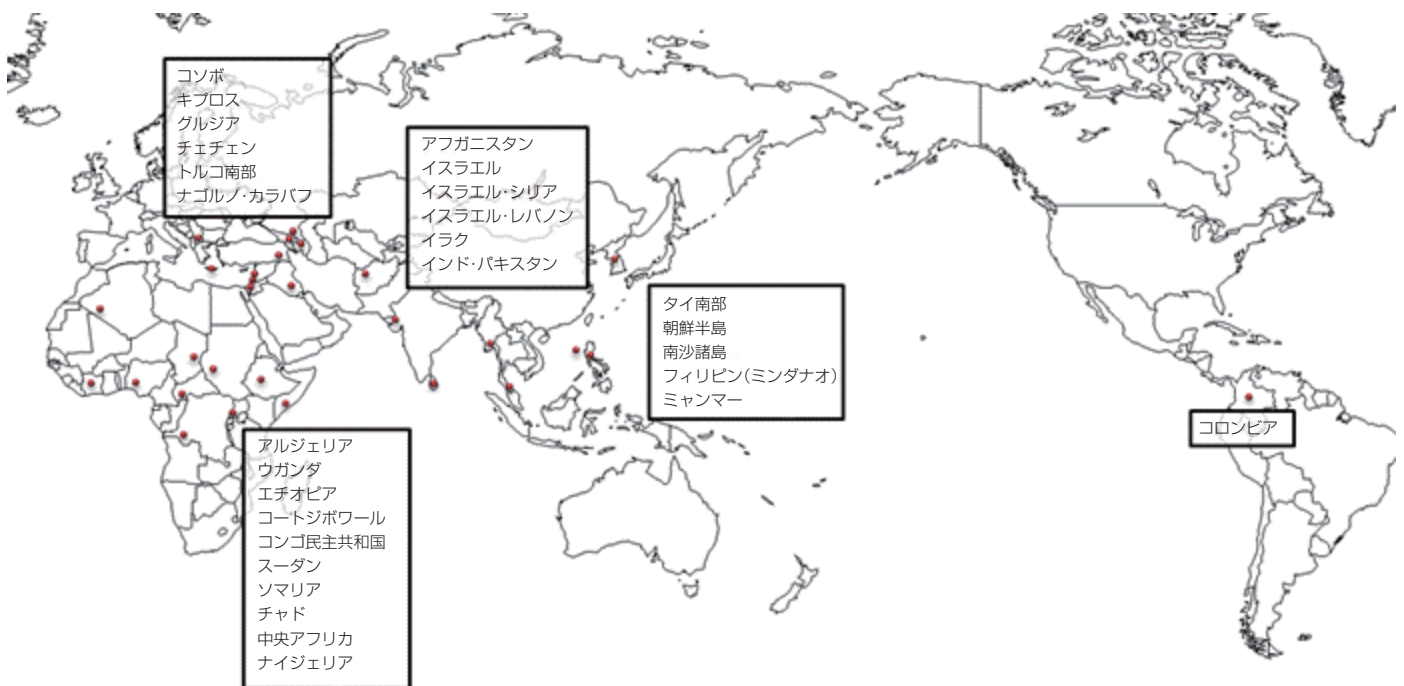 コソボ
キプロス
グルジア
チェチェン
トルコ南部
ナゴルノ・カラバフ
アフガニスタン
イスラエル
イスラエル・シリア
イスラエル・レバノン
イラク
インド・パキスタン
タイ南部
朝鮮半島
南沙諸島
フィリピン(ミンダナオ)
ミャンマー
コロンビア
アルジェリア
ウガンダ
エチオピア
コートジボワール
コンゴ民主共和国
スーダン
ソマリア
チャド
中央アフリカ
ナイジェリア